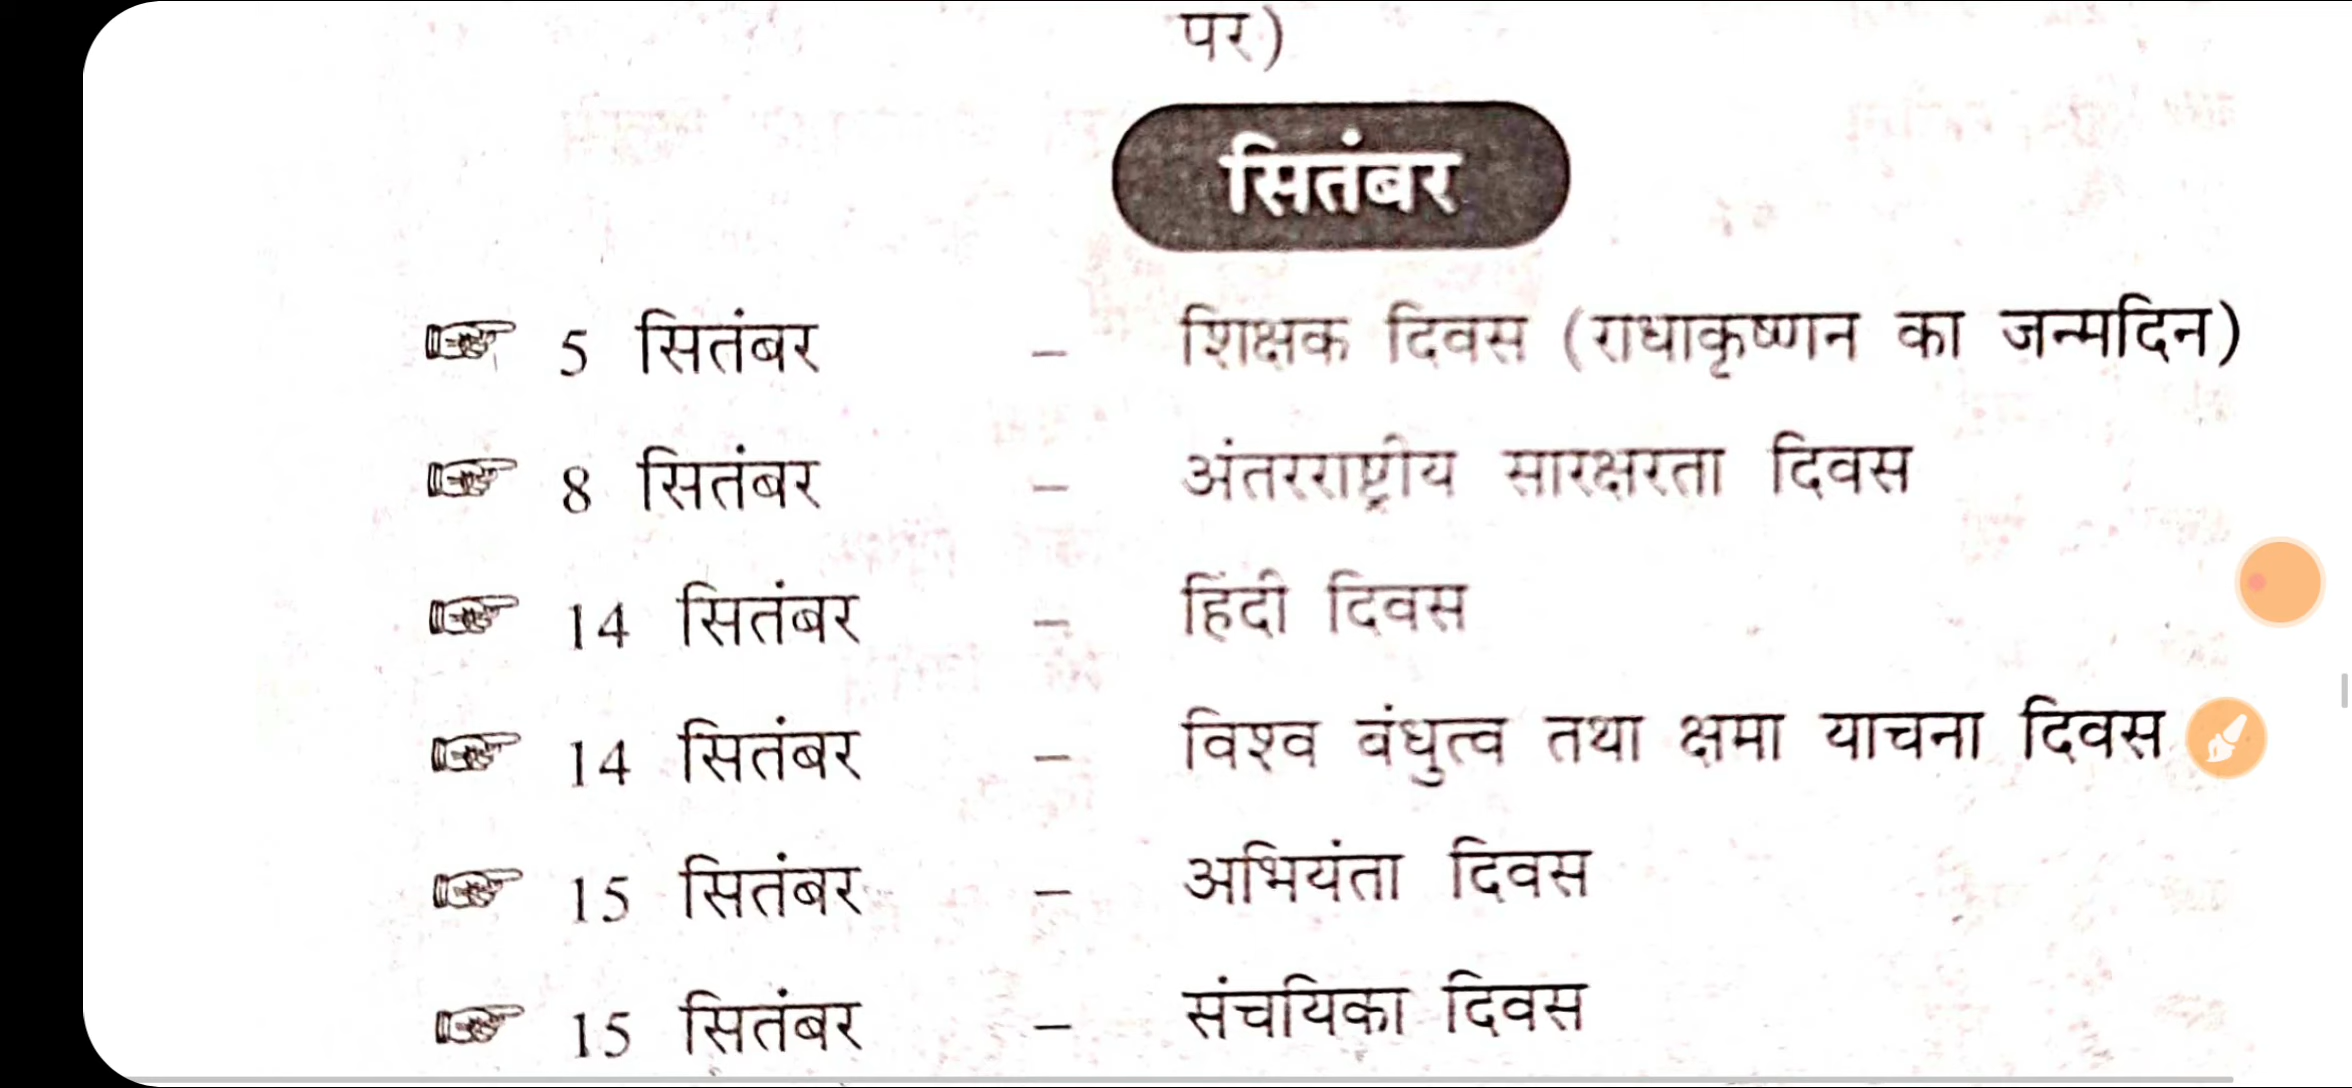 पर)
सितंबर
☞ 5 सितंबर – शिक्षक दिवस (राधाकृष्णन का जन्मदिन)
☞ 8 सितंबर – अंतरराष्ट्रीय सारक्षरता दिवस
☞ 14 सितंबर – हिंदी दिवस
☞ 14 सितंबर – विश्व वंधुत्व तथा क्षमा याचना दिवस
☞ 15 सितंबर – अभियंता दिवस
☞ 15 सितंबर – संचयिका दिवस